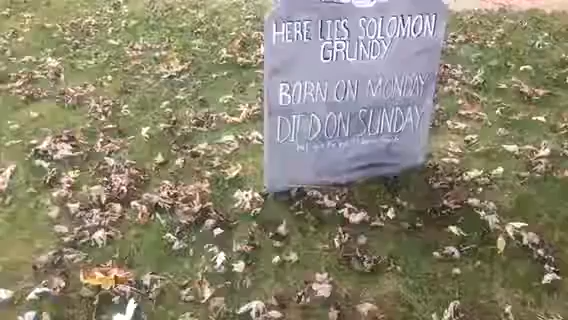 HERE LIES SOLOMON
GRUNDY
BORN ON MONDAY
DIED ON SUNDAY